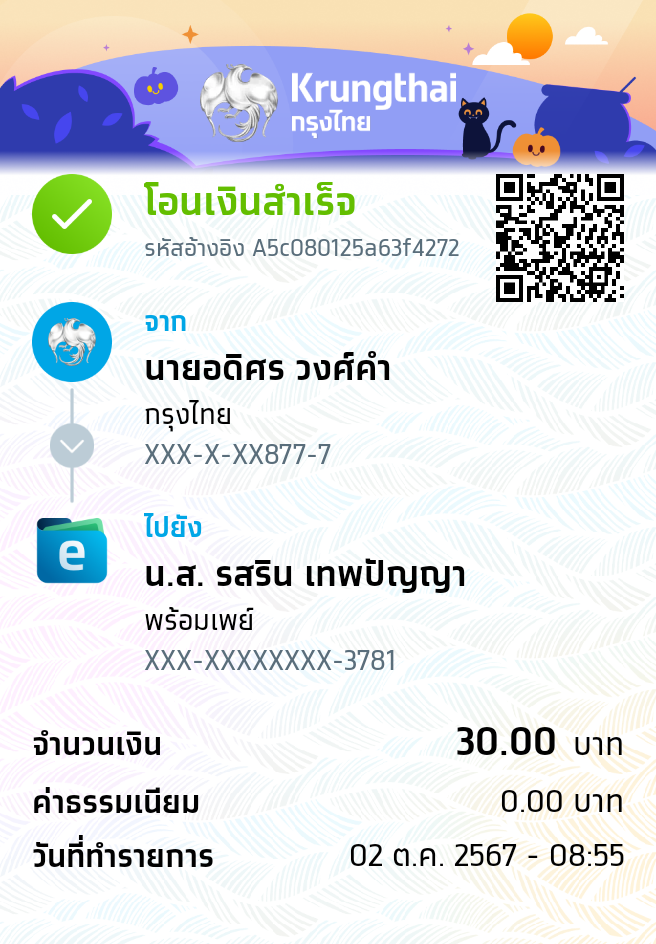 Krungthai
กรุงไทย
โอนเงินสำเร็จ
รหัสอ้างอิง A5c080125a63f4272
จาก
นายอดิศร วงศ์คำ
กรุงไทย
XXX-X-XX877-7
e
ไปยัง
น.ส. รสริน เทพปัญญา
พร้อมเพย์
XXX-XXXXXXXX-3781
จำนวนเงิน 30.00 บาท
ค่าธรรมเนียม 0.00 บาท
วันที่ทำรายการ 02 ต.ค. 2567 - 08:55